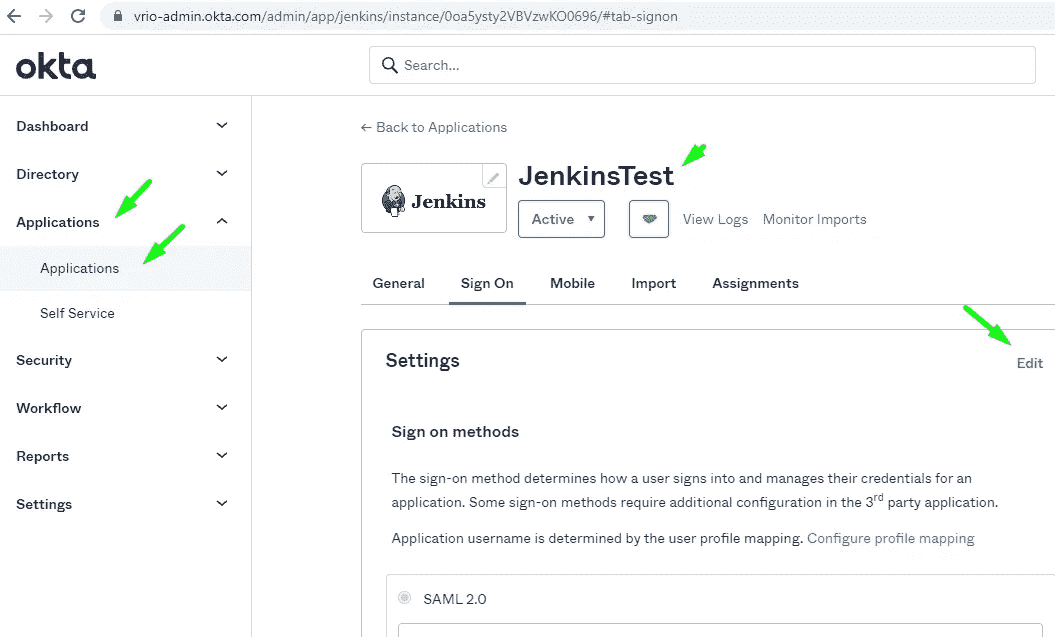 vrio-admin.okta.com/admin/app/jenkins/instance/0oa5ysty2VBVzwKO0696/#tab-signon
okta
Search...
Dashboard
Directory
Applications
Applications
Self Service
Security
Workflow
Reports
Settings
← Back to Applications
Jenkins
JenkinsTest
Active
View Logs
Monitor Imports
General
Sign On
Mobile
Import
Assignments
Settings
Edit
Sign on methods
The sign-on method determines how a user signs into and manages their credentials for an
application. Some sign-on methods require additional configuration in the 3rd party application.
Application username is determined by the user profile mapping. Configure profile mapping
SAML 2.0